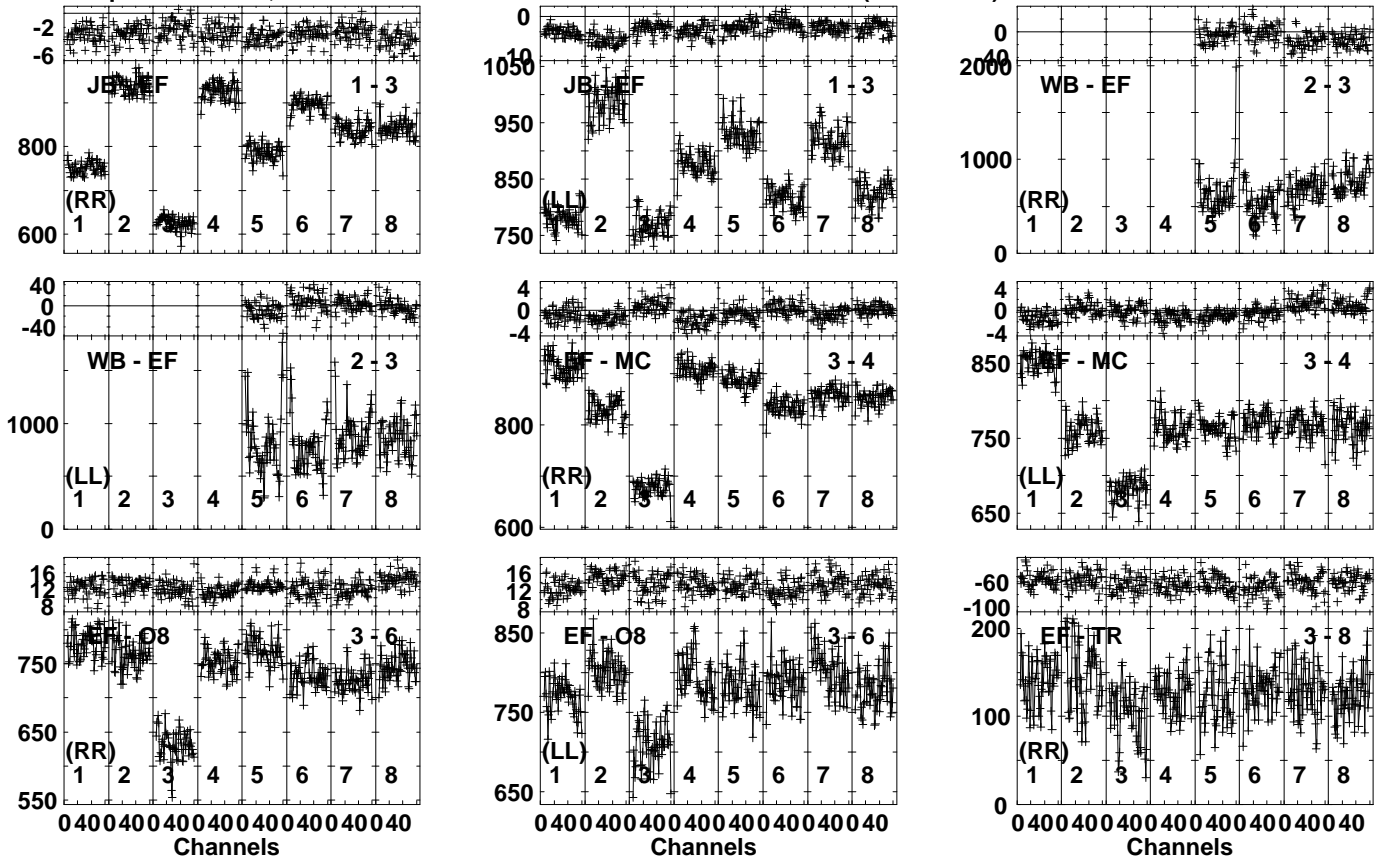 -2 0 0
-6 -10 40
JB - EF 1 - 3 1050 JB - EF 1 - 3 2000 WB - EF 2 - 3
800 950 1000
(RR) 850 (LL) (RR)
600 1 2 3 4 5 6 7 8 750 1 2 3 4 5 6 7 8 0 1 2 3 4 5 6 7 8
40 4 4
0 0 0
-40 -4 -4
WB - EF 2 - 3 EF - MC 3 - 4 850 EF - MC 3 - 4
1000 800 750
(LL) (RR) (LL)
1 2 3 4 5 6 7 8 1 2 3 4 5 6 7 8 650 1 2 3 4 5 6 7 8
0 600
16 16 -60
12 12
8 8 -100
EF - O8 3 - 6 850 EF - O8 3 - 6 200 EF - TR 3 - 8
750 750 100
650 (RR) (LL) (RR)
1 2 3 4 5 6 7 8 1 2 3 4 5 6 7 8 1 2 3 4 5 6 7 8
550 650 0
0 40 0 40 0 40 0 40 0 40 0 40 0 40 0 40 0 40 0 40 0 40 0 40 0 40 0 40 0 40 0 40 0 40 0 40 0 40 0 40 0 40 0 40 0 40 0 40
Channels Channels Channels